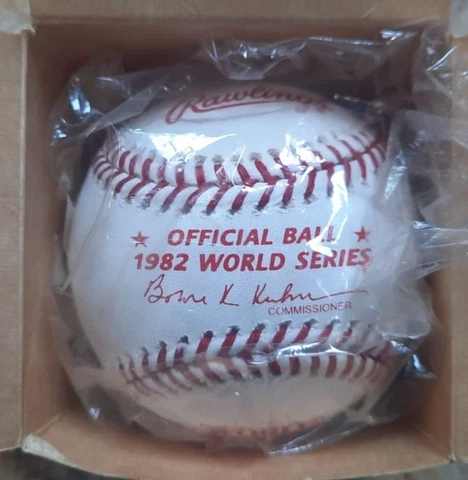 Rawlings
★ OFFICIAL BALL ★
1982 WORLD SERIES
Bowie K Kuhn
COMMISSIONER